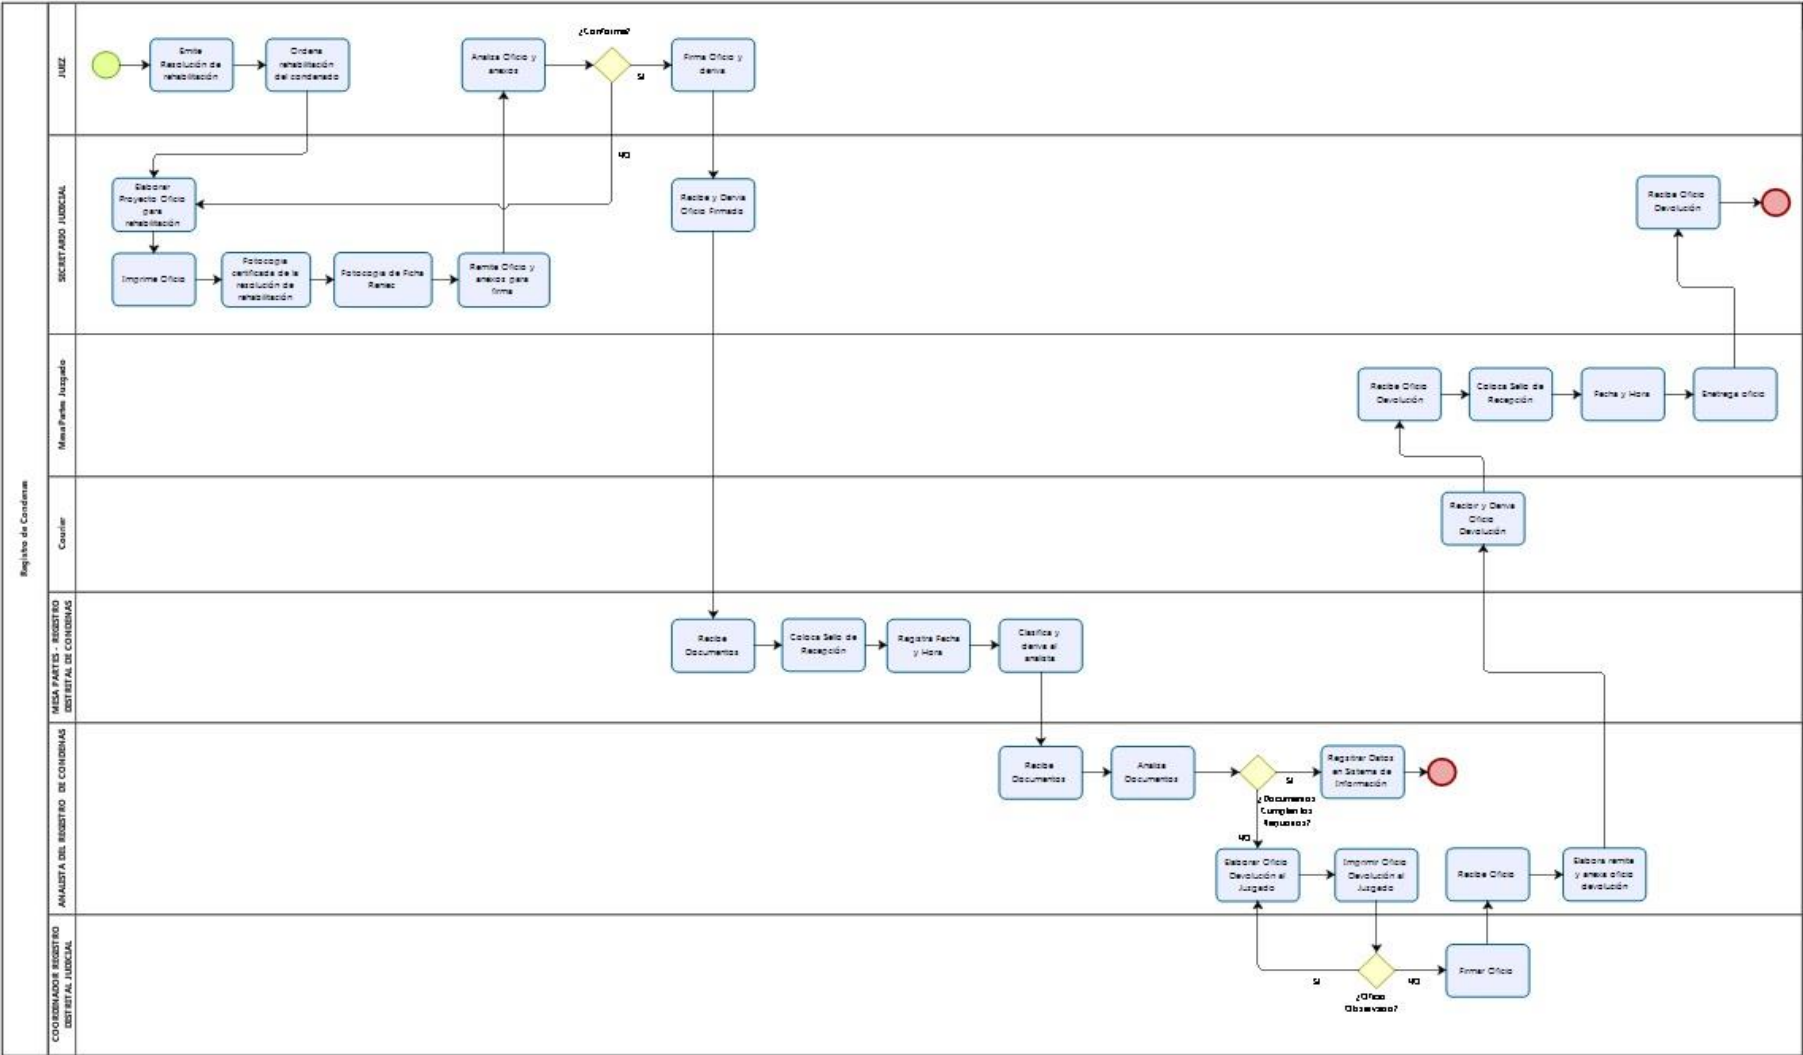 Registro de Condenas
JUEZ
Emite
Resolución de
rehabilitación
Ordena
rehabilitación
del condenado
Analiza Oficio y
anexos
¿Conforme?
SI
NO
Firma Oficio y
deriva
SECRETARIO JUDICIAL
Elaborar
Proyecto Oficio
para
rehabilitación
Imprime Oficio
Fotocopia
certificada de la
resolución de
rehabilitación
Fotocopia de Ficha
Reniec
Remite Oficio y
anexos para
firma
Recibe y Deriva
Oficio Firmado
Recibe Oficio
Devolución
Mesa Partes Juzgado
Recibe Oficio
Devolución
Coloca Sello de
Recepción
Fecha y Hora
Enetrega oficio
Courier
Recibir y Deriva
Oficio
Devolución
MESA PARTES - REGISTRO
DISTRITAL DE CONDENAS
Recibe
Documentos
Coloca Sello de
Recepción
Registra Fecha
y Hora
Clasifica y
deriva al
analista
ANALISTA DEL REGISTRO DE CONDENAS
Recibe
Documentos
Analiza
Documentos
SI
¿Documentos
Cumplen los
Requisitos?
NO
Registrar Datos
en Sistema de
Información
Elaborar Oficio
Devolución al
Juzgado
Imprimir Oficio
Devolución al
Juzgado
Recibe Oficio
Elabora remite
y anexa oficio
devolución
COORDINADOR REGISTRO
DISTRITAL JUDICIAL
SI
NO
¿Oficio
Observado?
Firmar Oficio